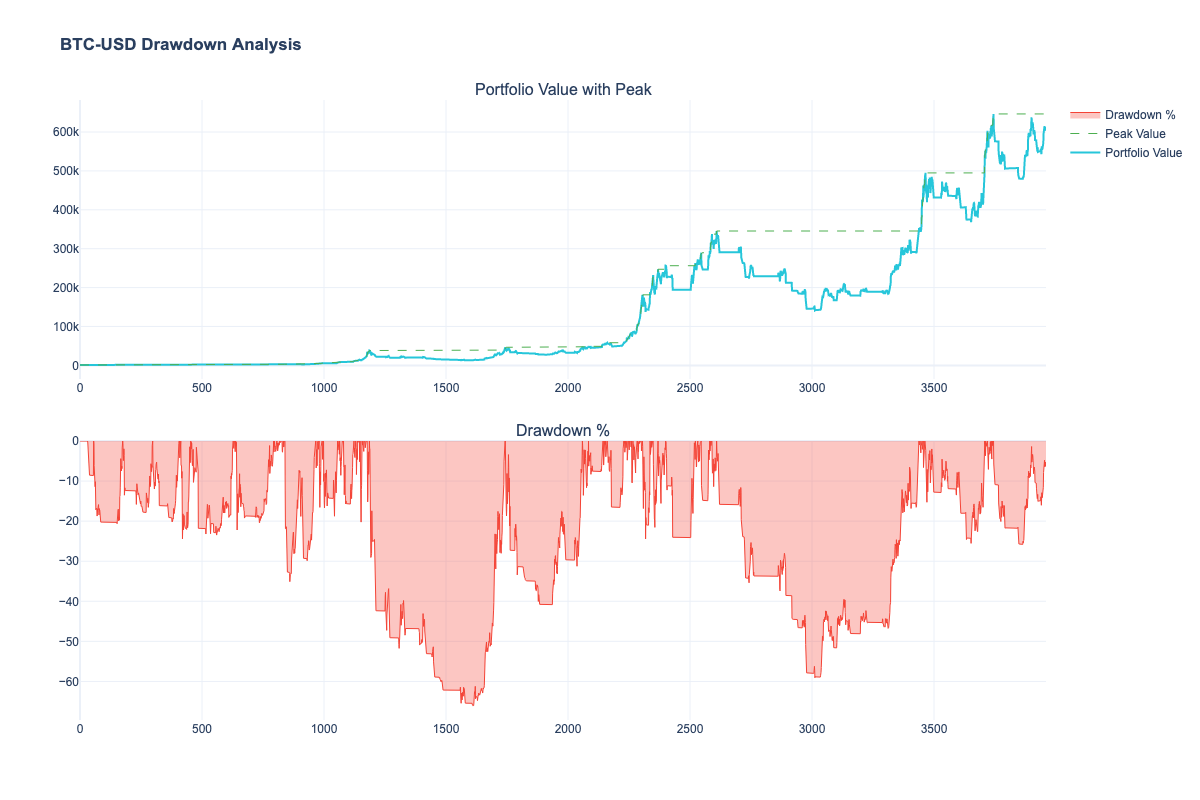 BTC-USD Drawdown Analysis
Portfolio Value with Peak
Drawdown %
Peak Value
Portfolio Value
600k
500k
400k
300k
200k
100k
0
0 500 1000 1500 2000 2500 3000 3500
Drawdown %
0
−10
−20
−30
−40
−50
−60
0 500 1000 1500 2000 2500 3000 3500